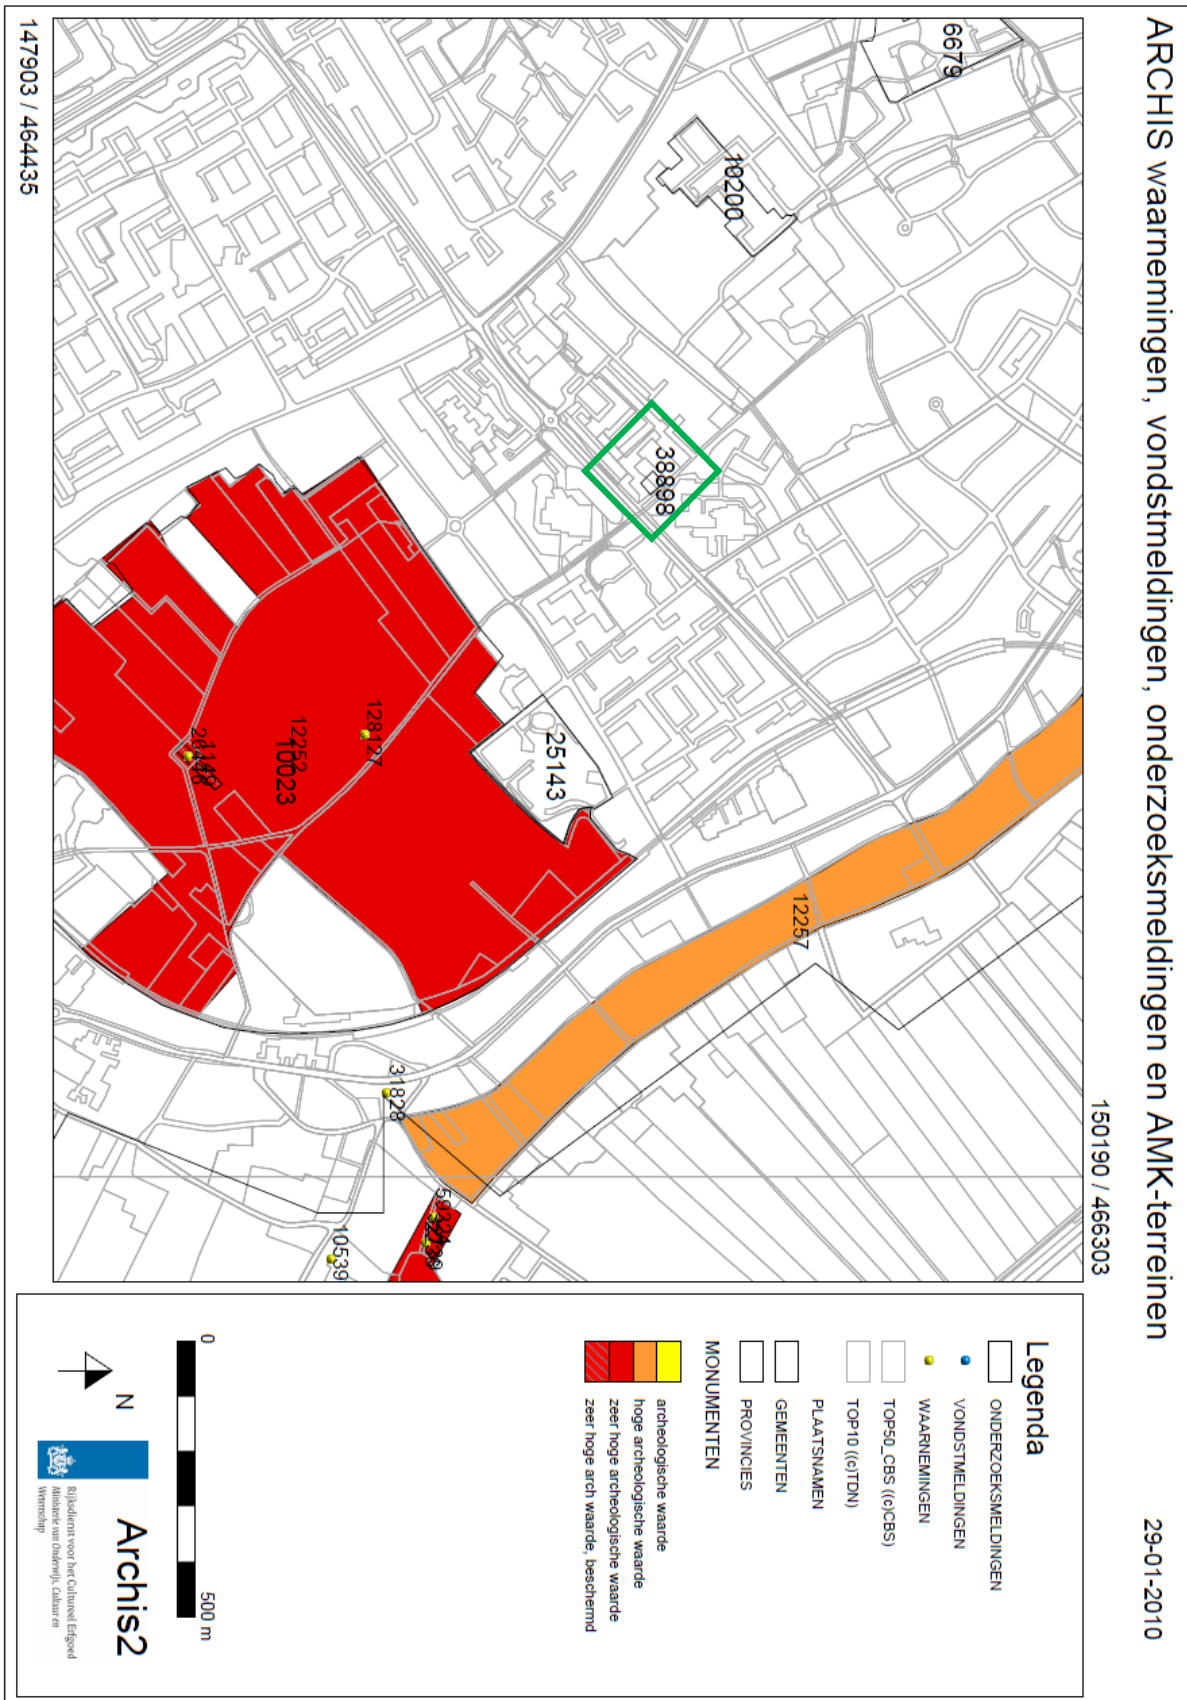 ARCHIS waarnemingen, vondstmeldingen, onderzoeksmeldingen en AMK-terreinen
29-01-2010
150190 / 466303
6679
10200
38898
25143
12257
128127
12252
10023
31828
10539
147903 / 464435
Legenda
ONDERZOEKSMELDINGEN
VONDSTMELDINGEN
WAARNEMINGEN
TOP50_CBS ((c)CBS)
TOP10 ((c)TDN)
PLAATSNAMEN
GEMEENTEN
PROVINCIES
MONUMENTEN
archeologische waarde
hoge archeologische waarde
zeer hoge archeologische waarde
zeer hoge arch waarde, beschermd
0
500 m
N
Archis2
Rijksdienst voor het Cultureel Erfgoed
Ministerie van Onderwijs, Cultuur en
Wetenschap